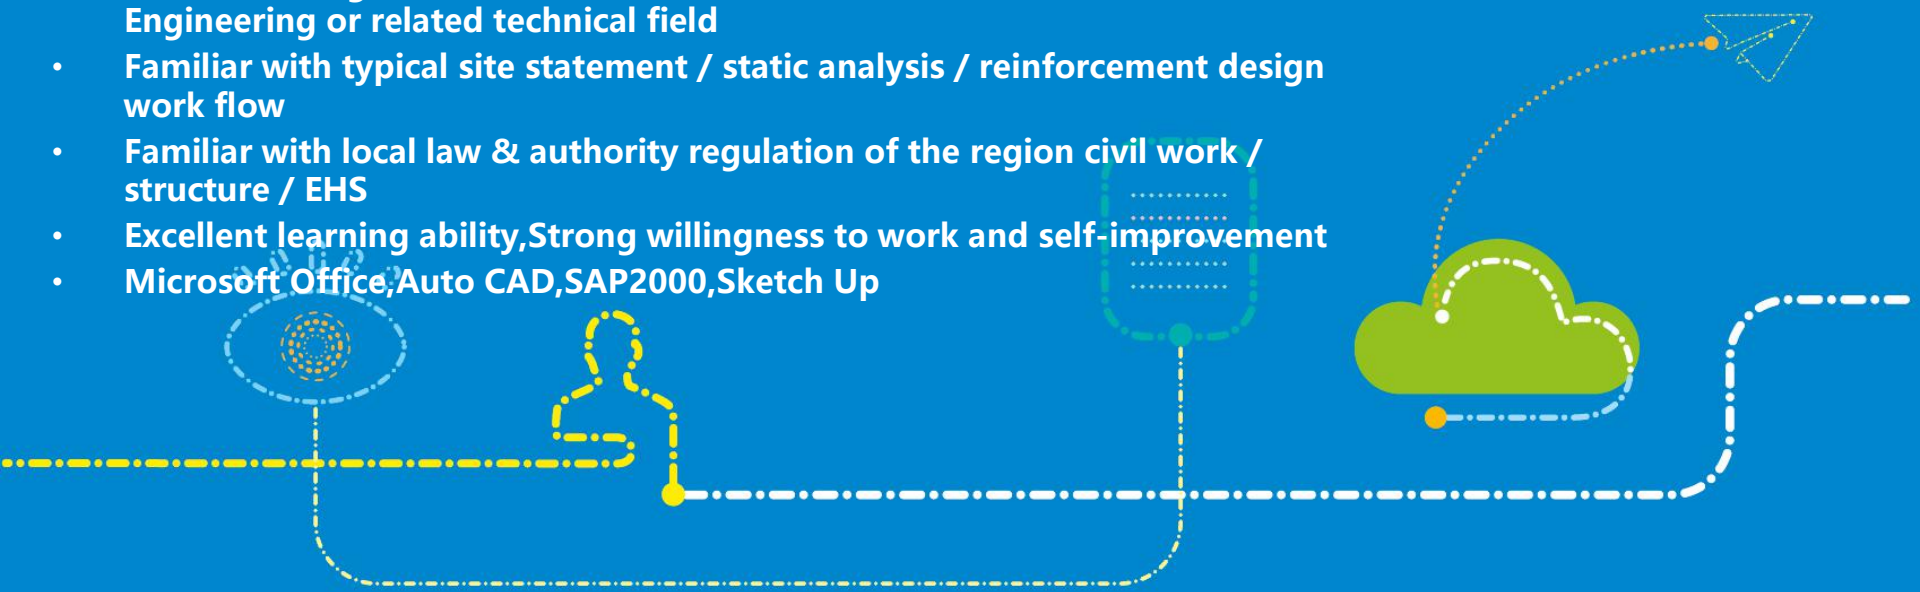 Engineering or related technical field
• Familiar with typical site statement / static analysis / reinforcement design
work flow
• Familiar with local law & authority regulation of the region civil work /
structure / EHS
• Excellent learning ability,Strong willingness to work and self-improvement
• Microsoft Office,Auto CAD,SAP2000,Sketch Up